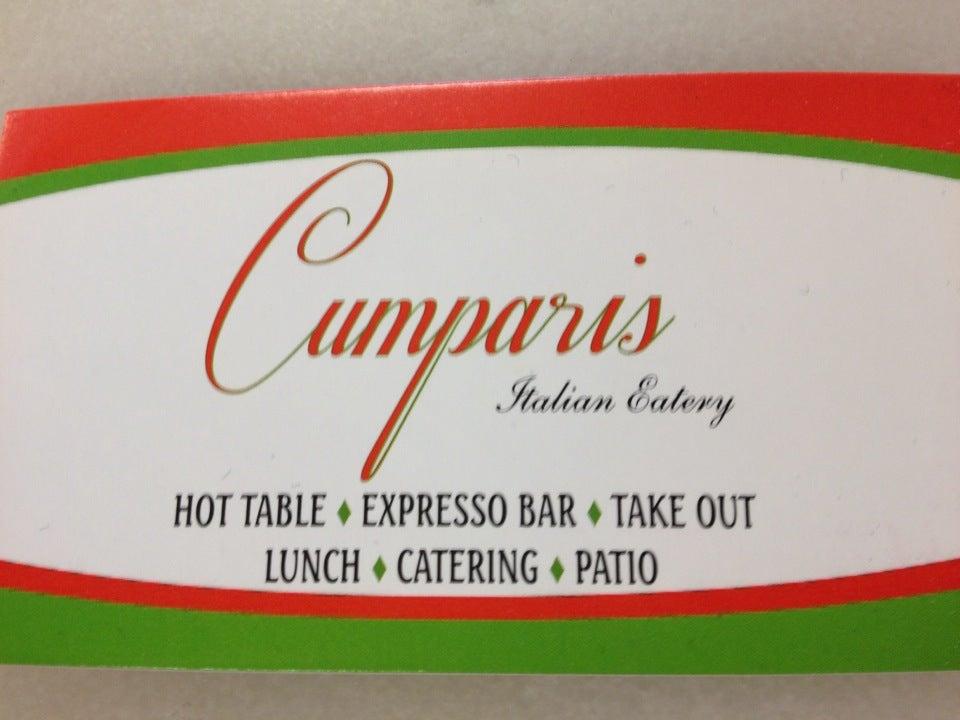 Cumparis
Italian Eatery
HOT TABLE ♦ EXPRESSO BAR ♦ TAKE OUT
LUNCH ♦ CATERING ♦ PATIO